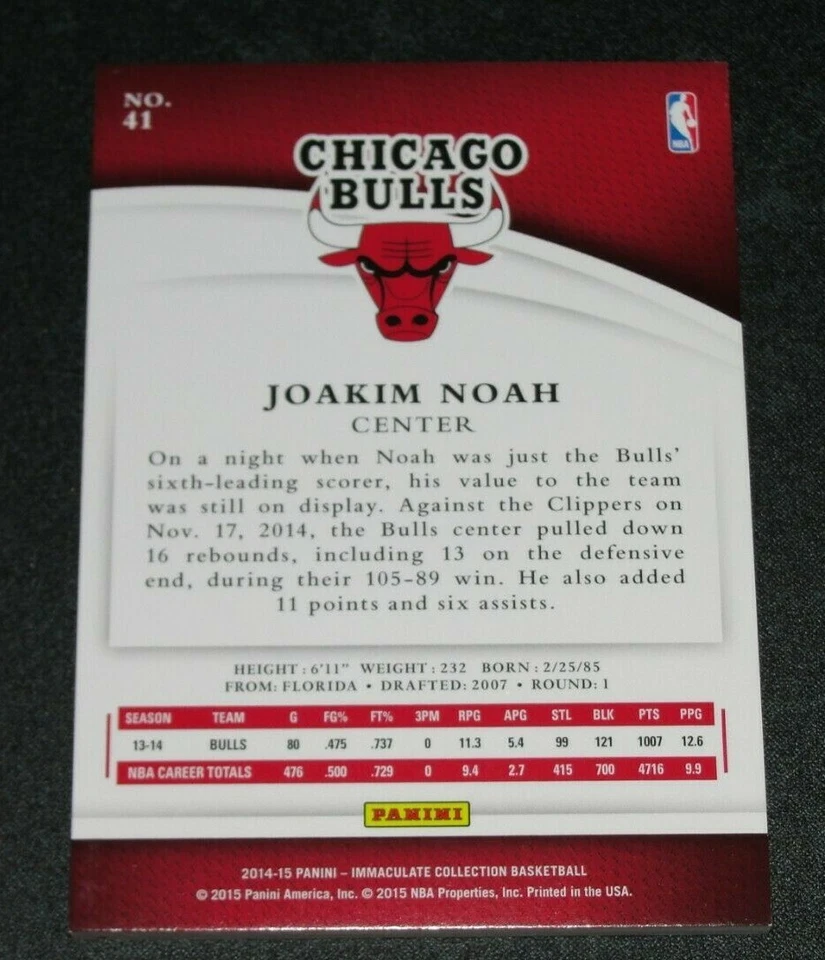 NO.
41
NBA
CHICAGO
BULLS
JOAKIM NOAH
CENTER
On a night when Noah was just the Bulls’
sixth-leading scorer, his value to the team
was still on display. Against the Clippers on
Nov. 17, 2014, the Bulls center pulled down
16 rebounds, including 13 on the defensive
end, during their 105-89 win. He also added
11 points and six assists.
HEIGHT : 6'11" WEIGHT : 232 BORN : 2/25/85
FROM: FLORIDA • DRAFTED: 2007 • ROUND: 1
SEASON TEAM G FG% FT% 3PM RPG APG STL BLK PTS PPG
13-14 BULLS 80 .475 .737 0 11.3 5.4 99 121 1007 12.6
NBA CAREER TOTALS 476 .500 .729 0 9.4 2.7 415 700 4716 9.9
PANINI
2014-15 PANINI – IMMACULATE COLLECTION BASKETBALL
© 2015 Panini America, Inc. © 2015 NBA Properties, Inc. Printed in the USA.